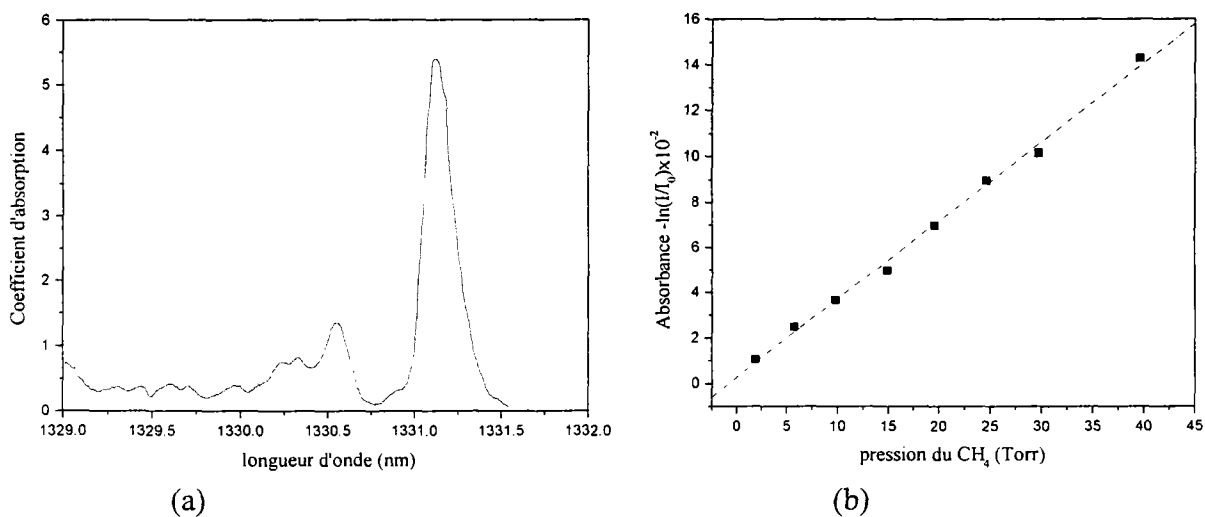 6
5
4
3
2
1
0
Coefficient d'absorption
1329.0 1329.5 1330.0 1330.5 1331.0 1331.5 1332.0
longueur d'onde (nm)
(a)
16
14
12
10
8
6
4
2
0
Absorbance -ln(I/I₀)x10⁻²
0 5 10 15 20 25 30 35 40 45
pression du CH₄ (Torr)
(b)